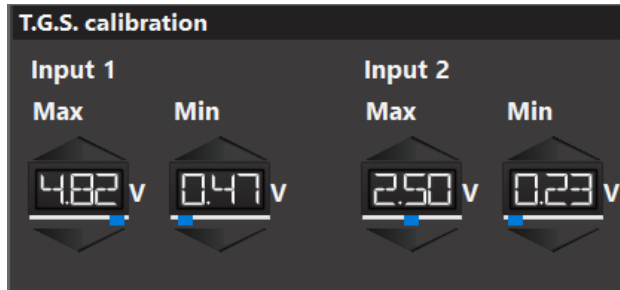 T.G.S. calibration
Input 1 Input 2
Max Min Max Min
4.82 V 0.47 V 2.50 V 0.23 V